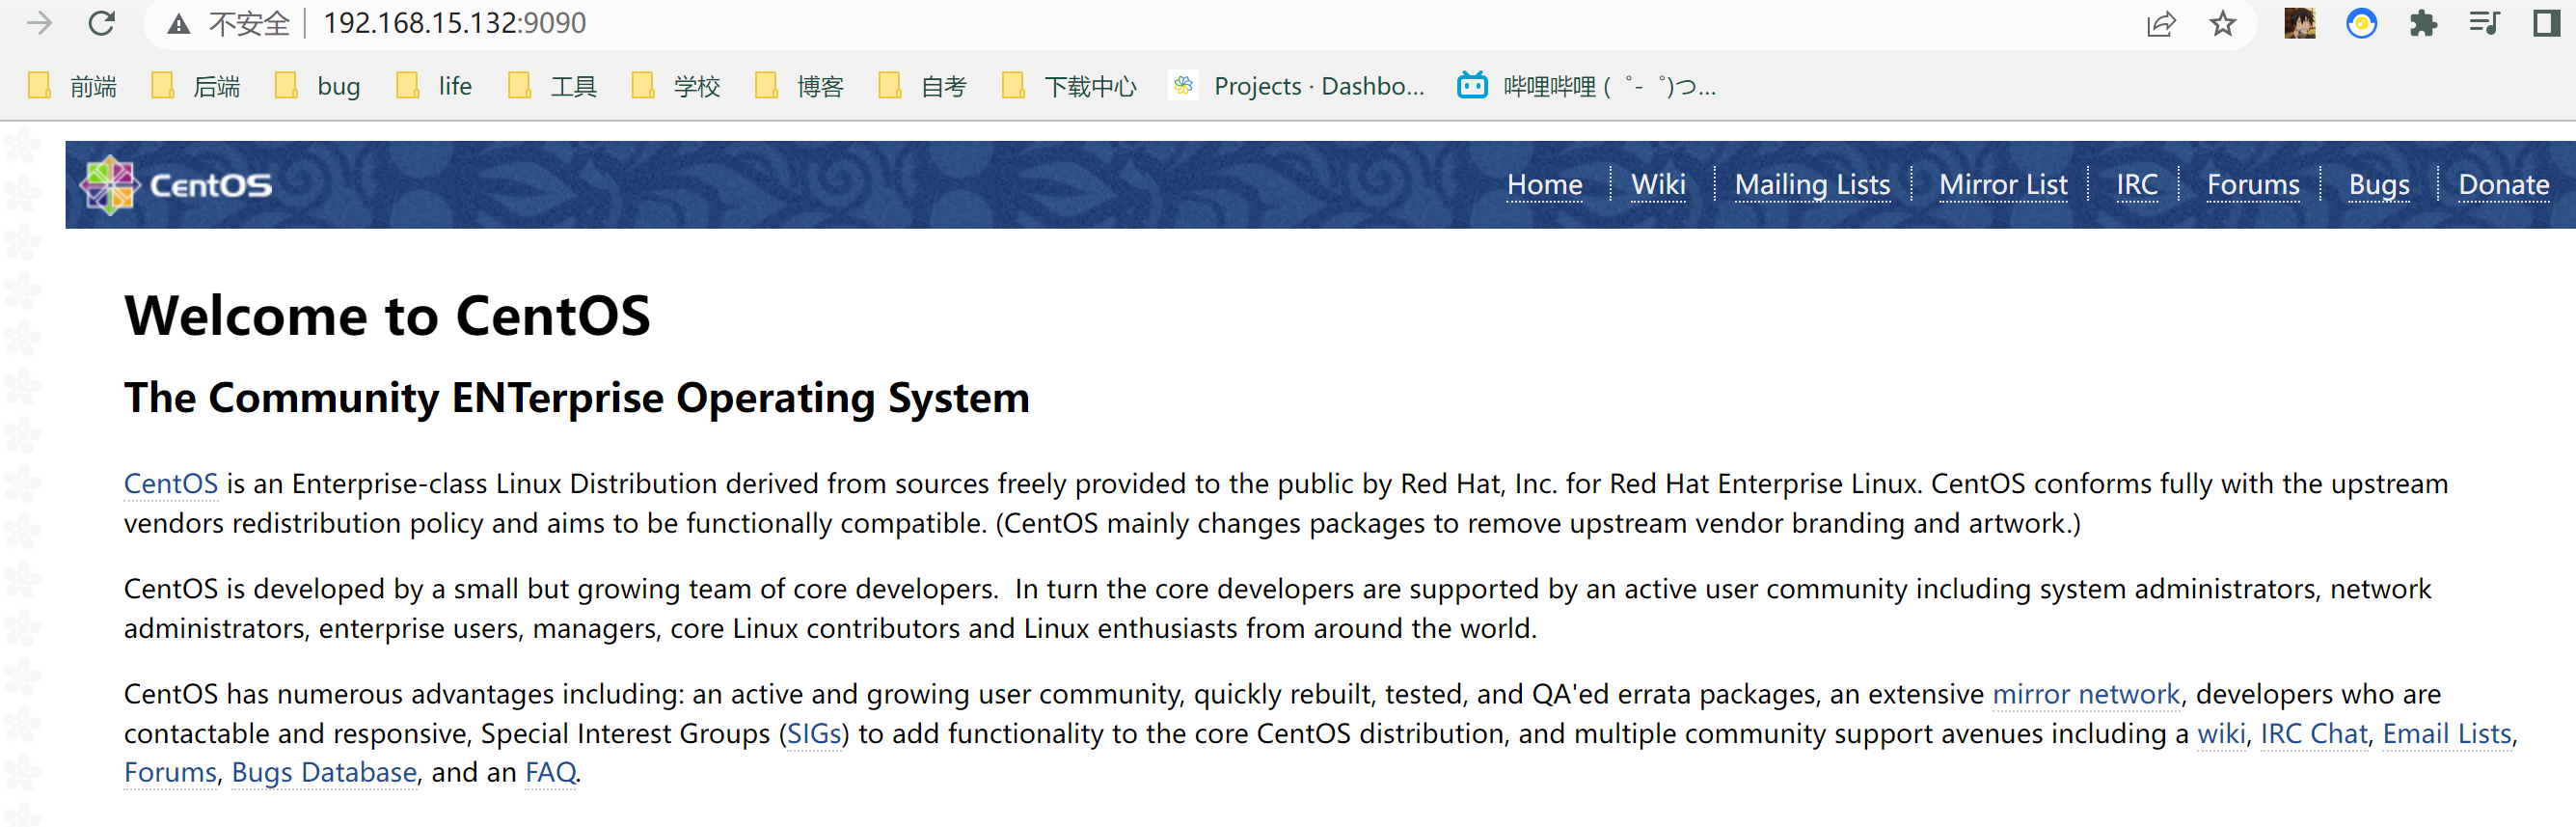 不安全 192.168.15.132:9090
前端 后端 bug life 工具 学校 博客 自考 下载中心 Projects · Dashbo... 哔哩哔哩 ( ゜- ゜)つ...
CentOS Home Wiki Mailing Lists Mirror List IRC Forums Bugs Donate
Welcome to CentOS
The Community ENTerprise Operating System
CentOS is an Enterprise-class Linux Distribution derived from sources freely provided to the public by Red Hat, Inc. for Red Hat Enterprise Linux. CentOS conforms fully with the upstream
vendors redistribution policy and aims to be functionally compatible. (CentOS mainly changes packages to remove upstream vendor branding and artwork.)
CentOS is developed by a small but growing team of core developers.  In turn the core developers are supported by an active user community including system administrators, network
administrators, enterprise users, managers, core Linux contributors and Linux enthusiasts from around the world.
CentOS has numerous advantages including: an active and growing user community, quickly rebuilt, tested, and QA'ed errata packages, an extensive mirror network, developers who are
contactable and responsive, Special Interest Groups (SIGs) to add functionality to the core CentOS distribution, and multiple community support avenues including a wiki, IRC Chat, Email Lists,
Forums, Bugs Database, and an FAQ.